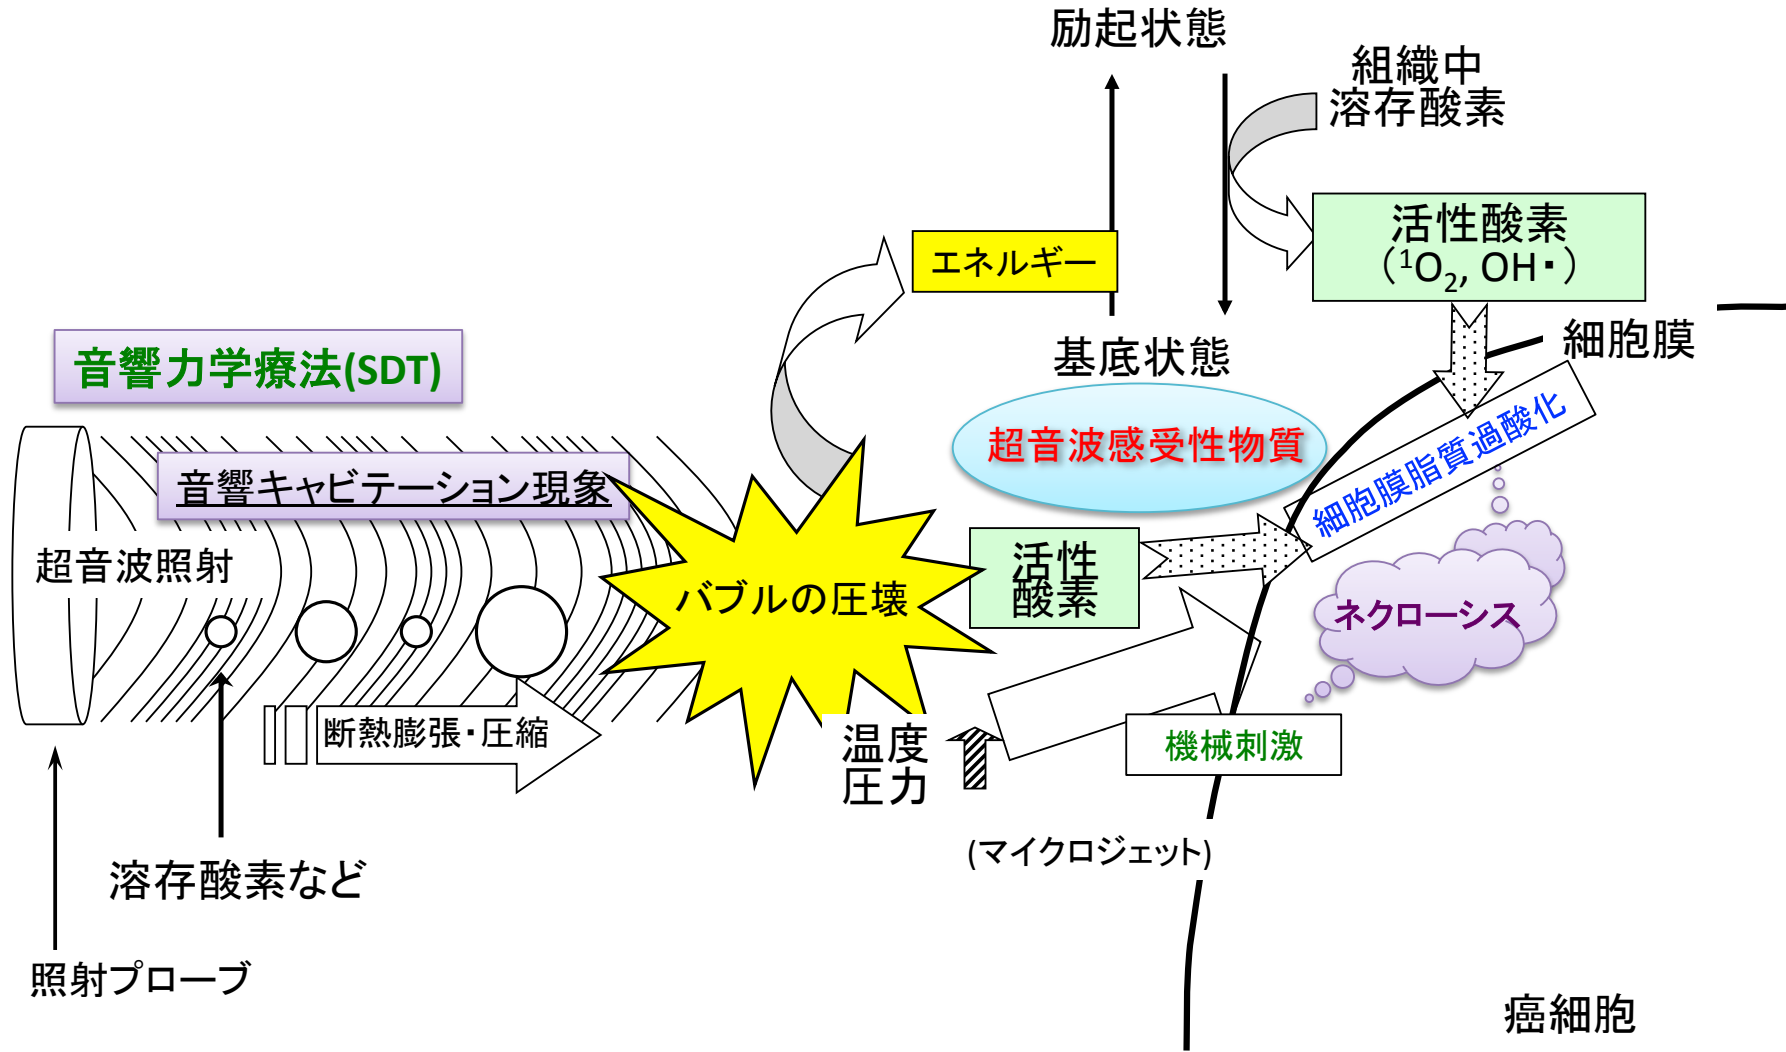 励起状態
組織中
溶存酸素
活性酸素
(¹O₂, OH・)
エネルギー
細胞膜
基底状態
音響力学療法(SDT)
超音波感受性物質
細胞膜脂質過酸化
音響キャビテーション現象
超音波照射
バブルの圧壊
活性
酸素
ネクローシス
断熱膨張・圧縮
温度
圧力
機械刺激
(マイクロジェット)
溶存酸素など
照射プローブ
癌細胞